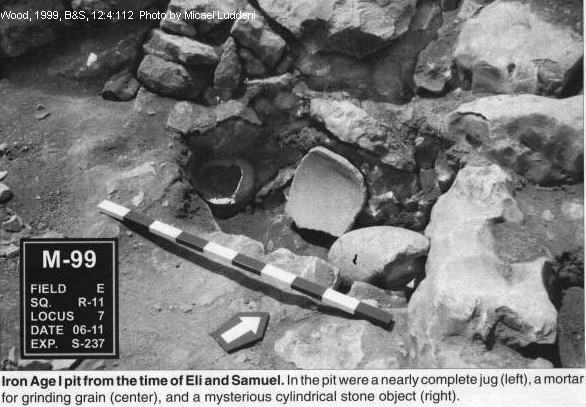 Wood, 1999, B&S, 12:4:112 Photo by Micael Luddeni
M-99
FIELD E
SQ. R-11
LOCUS 7
DATE 06-11
EXP. S-237
Iron Age I pit from the time of Eli and Samuel. In the pit were a nearly complete jug (left), a mortar
for grinding grain (center), and a mysterious cylindrical stone object (right).